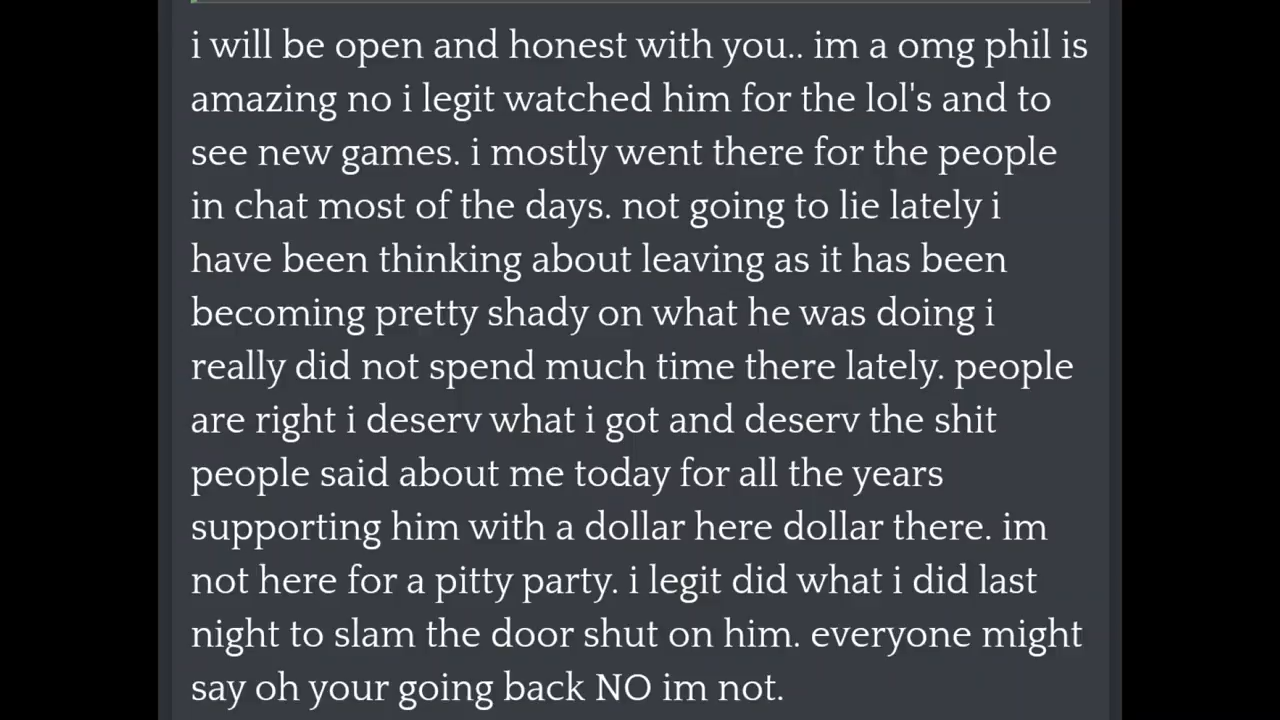 i will be open and honest with you.. im a omg phil is
amazing no i legit watched him for the lol's and to
see new games. i mostly went there for the people
in chat most of the days. not going to lie lately i
have been thinking about leaving as it has been
becoming pretty shady on what he was doing i
really did not spend much time there lately. people
are right i deserv what i got and deserv the shit
people said about me today for all the years
supporting him with a dollar here dollar there. im
not here for a pitty party. i legit did what i did last
night to slam the door shut on him. everyone might
say oh your going back NO im not.